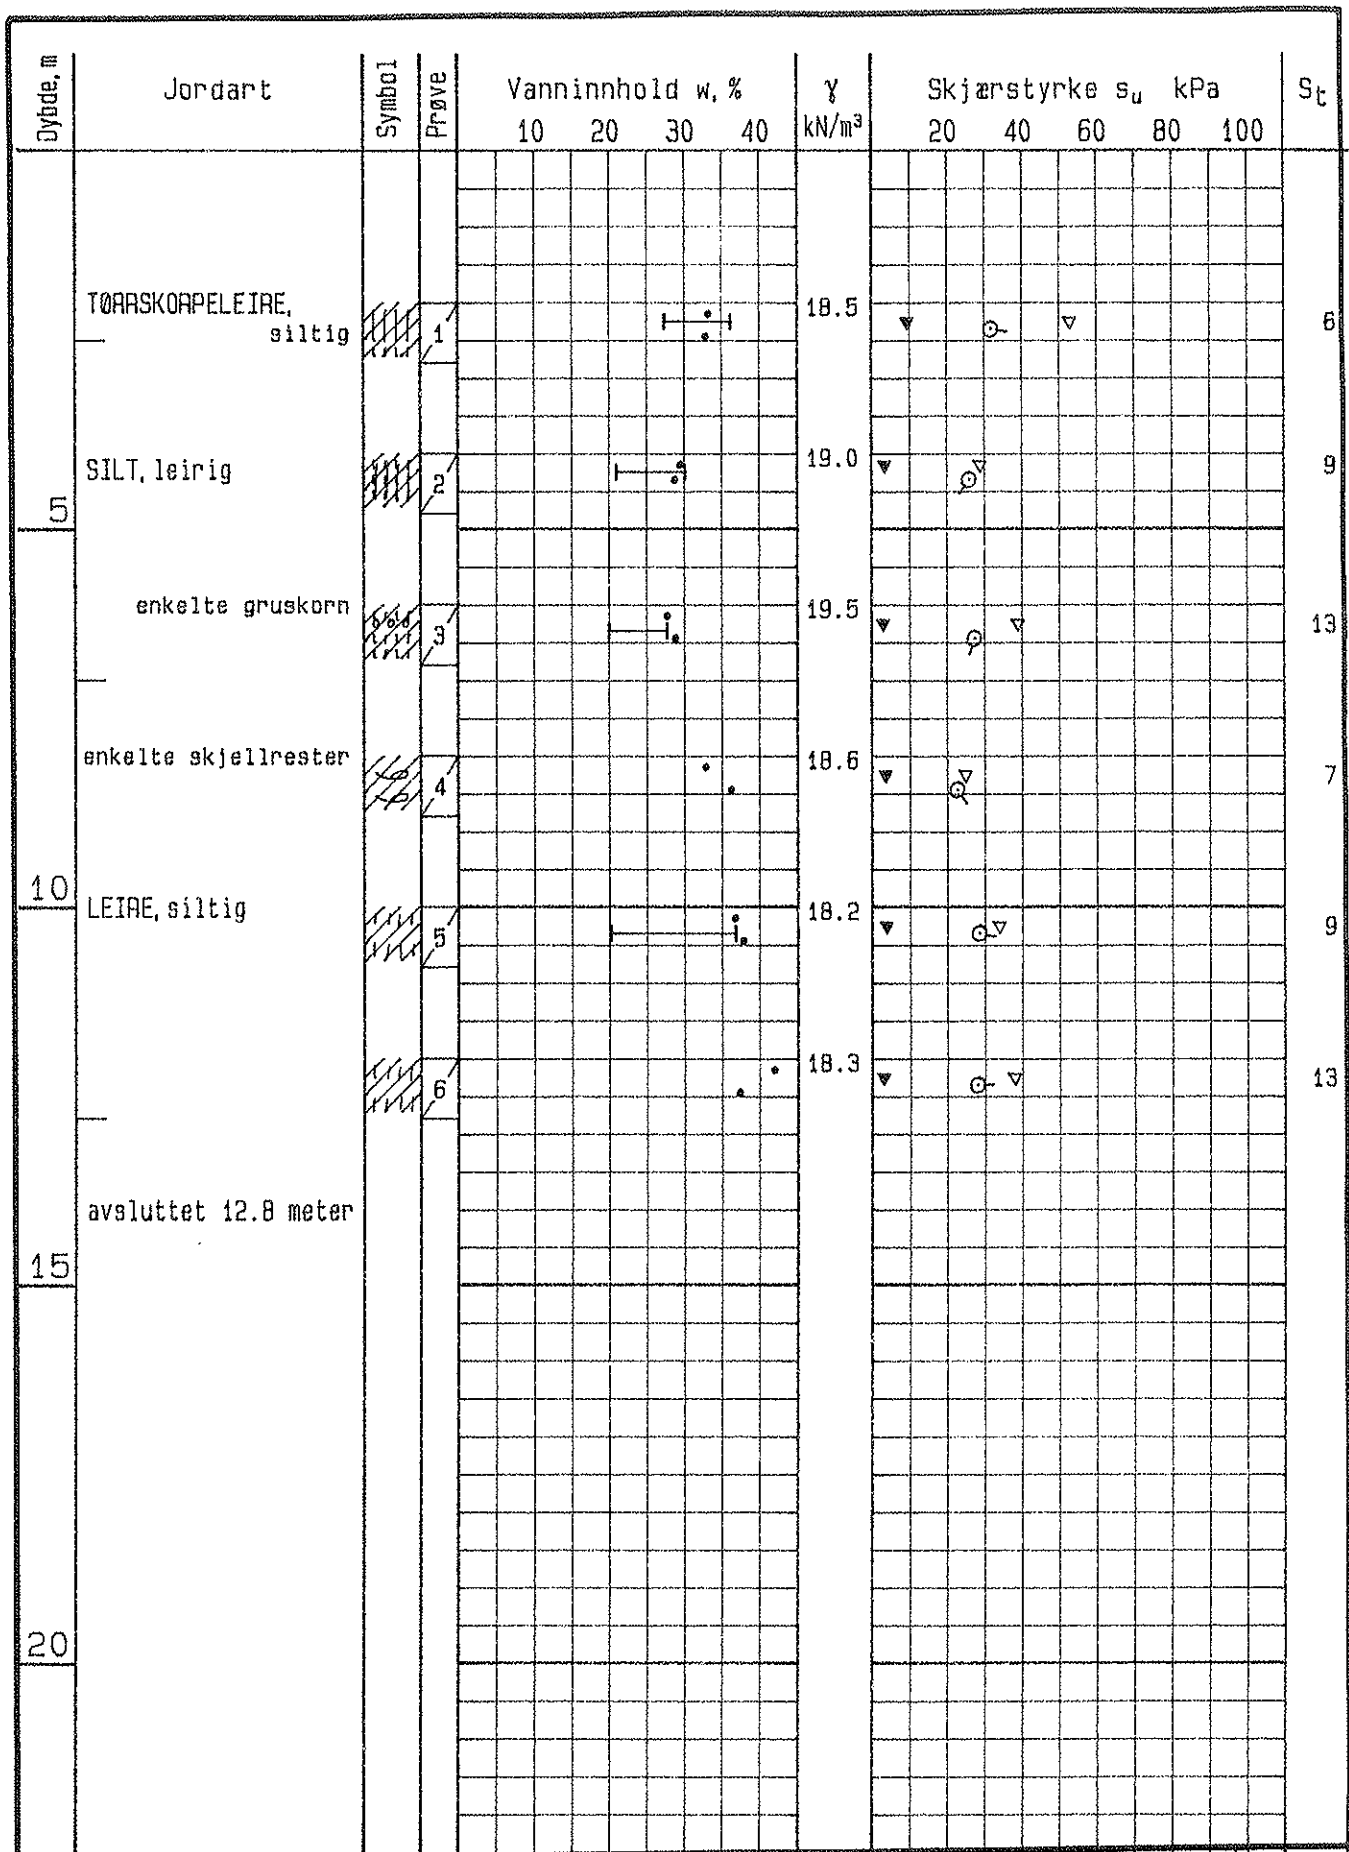 Dybde, m Jordart Symbol Prøve Vanninnhold w, % γ kN/m³ Skjærstyrke su kPa St
10 20 30 40 20 40 60 80 100
TØRRSKORPELEIRE, 18.5
siltig 1 6
SILT, leirig 2 19.0 9
5
enkelte gruskorn 3 19.5 13
enkelte skjellrester 4 18.6 7
10
LEIRE, siltig 5 18.2 9
6 18.3 13
avsluttet 12.8 meter
15
20